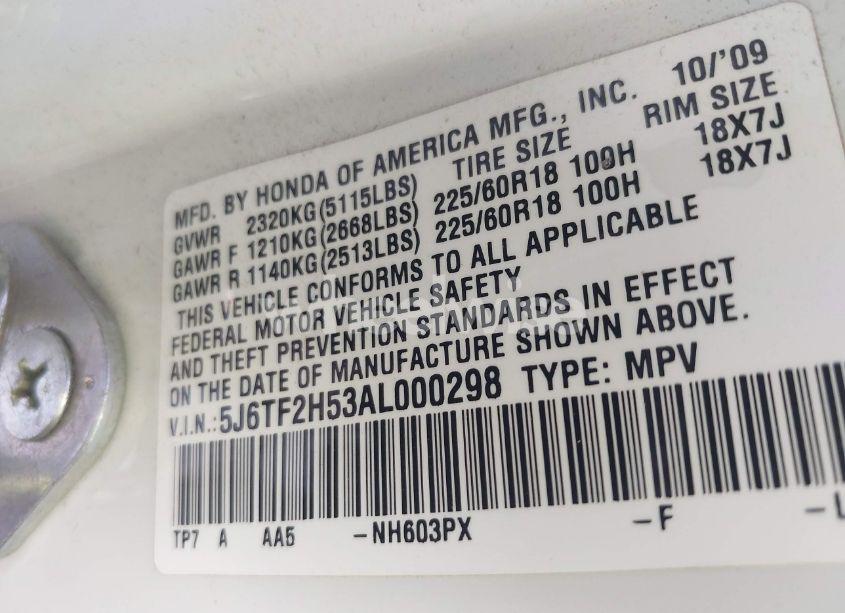 MFD. BY HONDA OF AMERICA MFG., INC. 10/'09
GVWR 2320KG(5115LBS) TIRE SIZE RIM SIZE
GAWR F 1210KG(2668LBS) 225/60R18 100H 18X7J
GAWR R 1140KG(2513LBS) 225/60R18 100H 18X7J
THIS VEHICLE CONFORMS TO ALL APPLICABLE
FEDERAL MOTOR VEHICLE SAFETY
AND THEFT PREVENTION STANDARDS IN EFFECT
ON THE DATE OF MANUFACTURE SHOWN ABOVE.
V.I.N.: 5J6TF2H53AL000298 TYPE: MPV
TP7 A AA5 -NH603PX -F -L